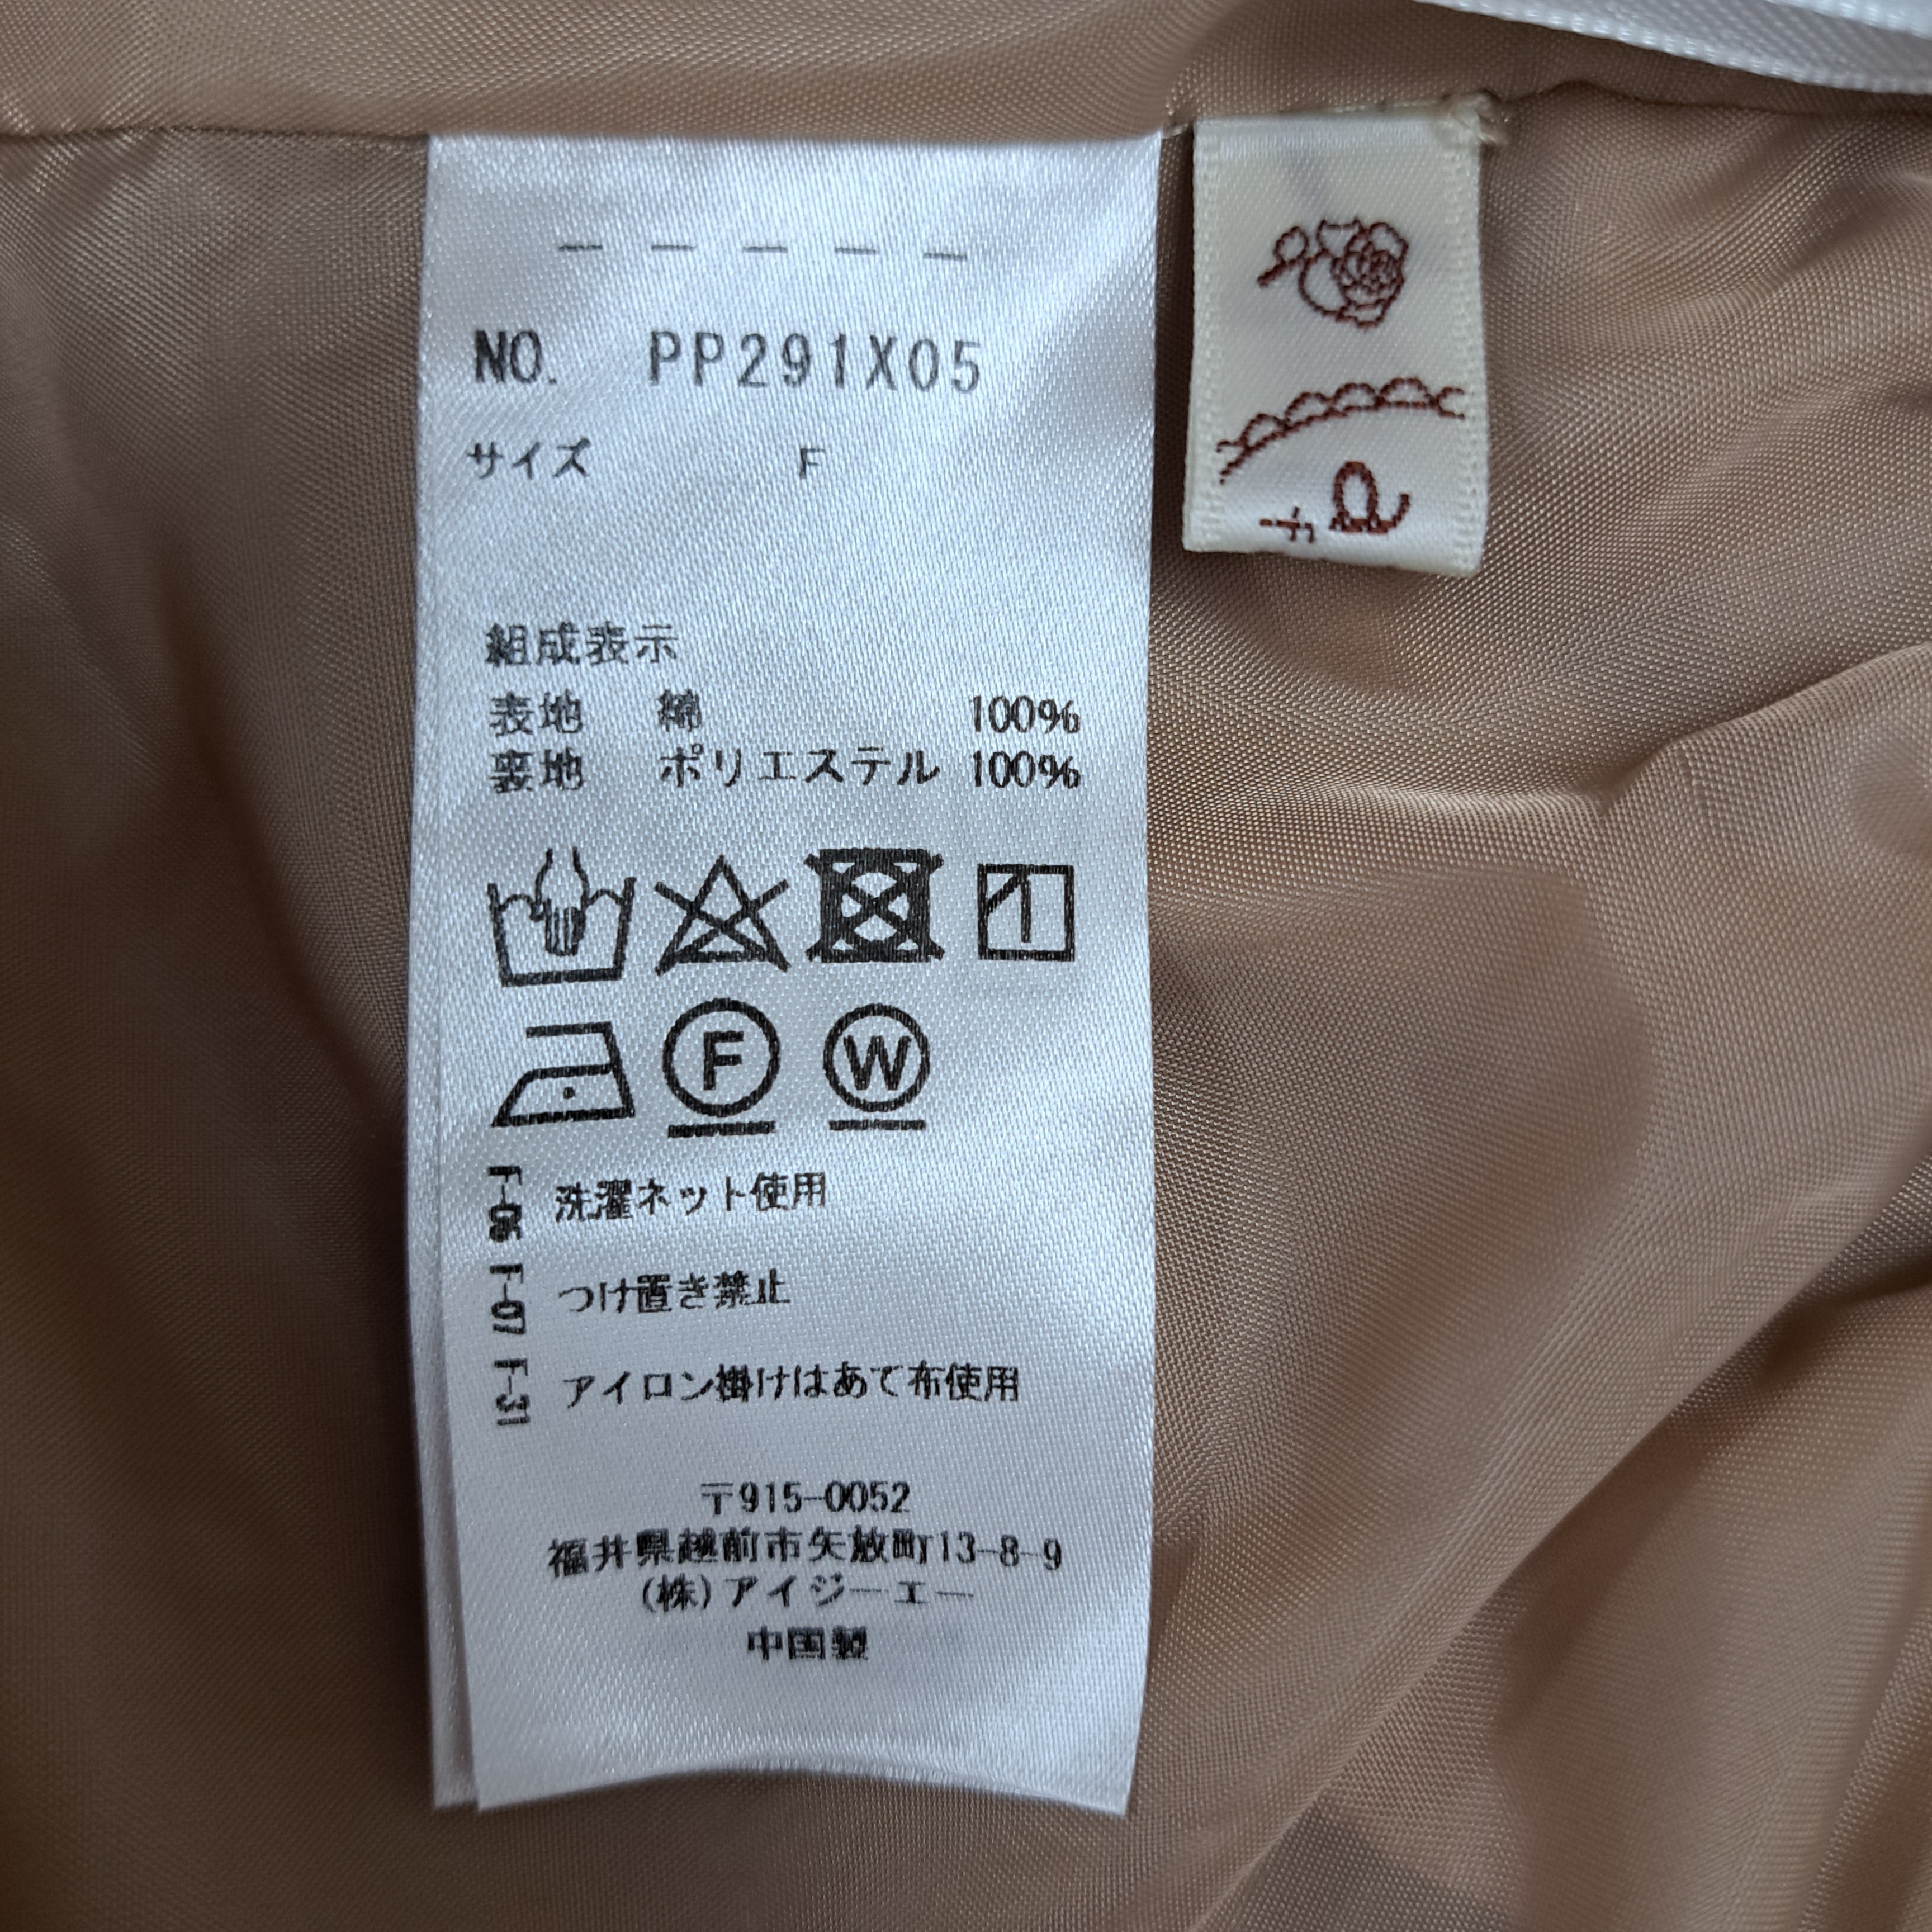 - - - - -
NO. PP291X05
サイズ F
組成表示
表地 綿 100%
裏地 ポリエステル 100%
F
W
F-06 洗濯ネット使用
F-07 つけ置き禁止
F-31 アイロン掛けはあて布使用
〒915-0052
福井県越前市矢放町13-8-9
(株)アイジーエー
中国製